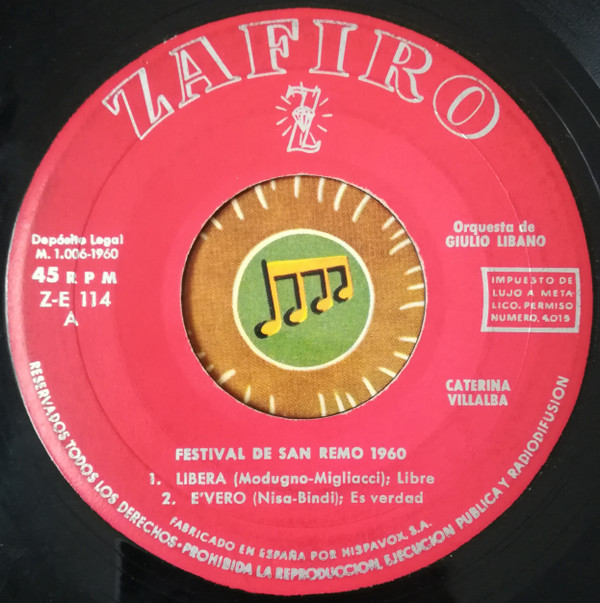 ZAFIRO
Z
Depósito Legal
M. 1.006-1960
45 R P M
Z-E 114
A
Orquesta de
GIULIO LIBANO
IMPUESTO DE
LUJO A META-
LICO. PERMISO
NUMERO, 4.015
CATERINA
VILLALBA
FESTIVAL DE SAN REMO 1960
1. LIBERA (Modugno-Migliacci); Libre
2. E'VERO (Nisa-Bindi); Es verdad
FABRICADO EN ESPAÑA POR HISPAVOX, S.A.
RESERVADOS TODOS LOS DERECHOS·PROHIBIDA LA REPRODUCCION, EJECUCION PUBLICA Y RADIODIFUSION